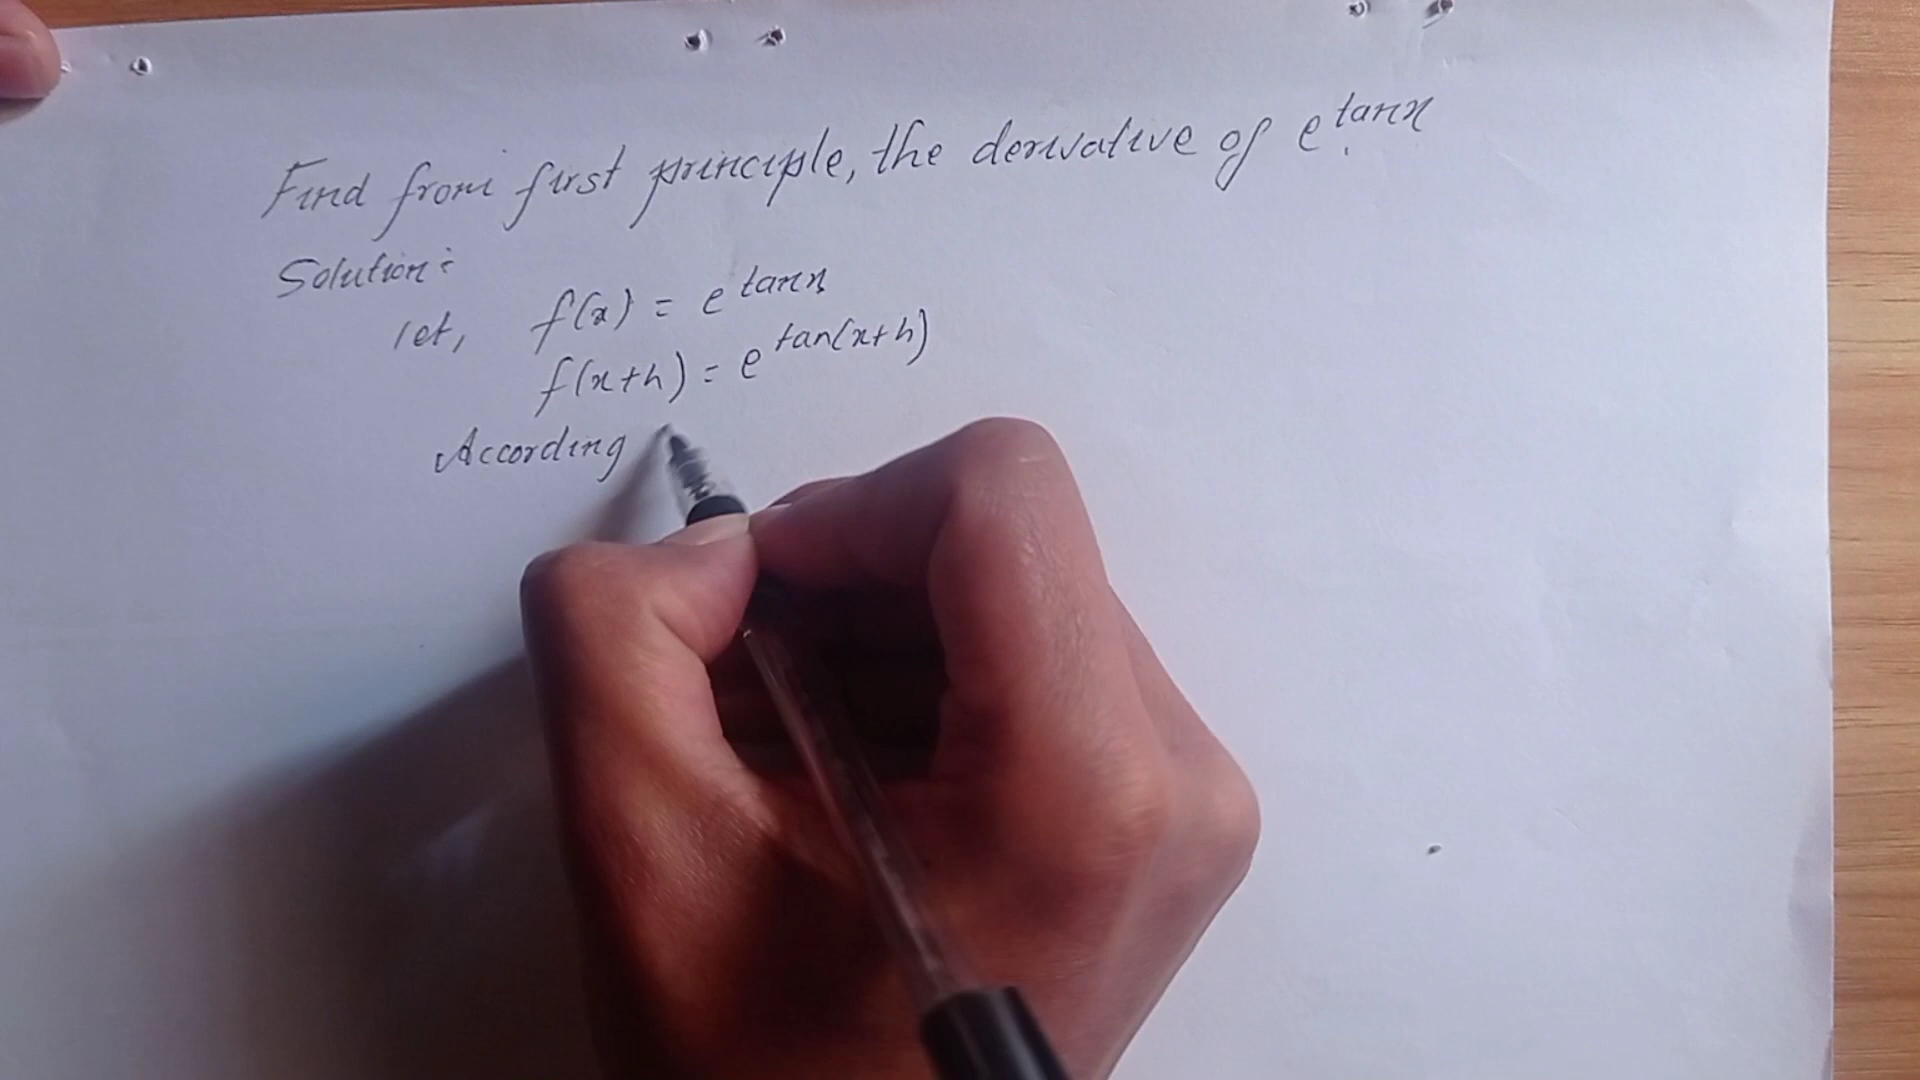 Find from first principle, the derivative of e^tanx.
Solution:
let, f(x) = e^tanx
f(x+h) = e^tan(x+h)
According